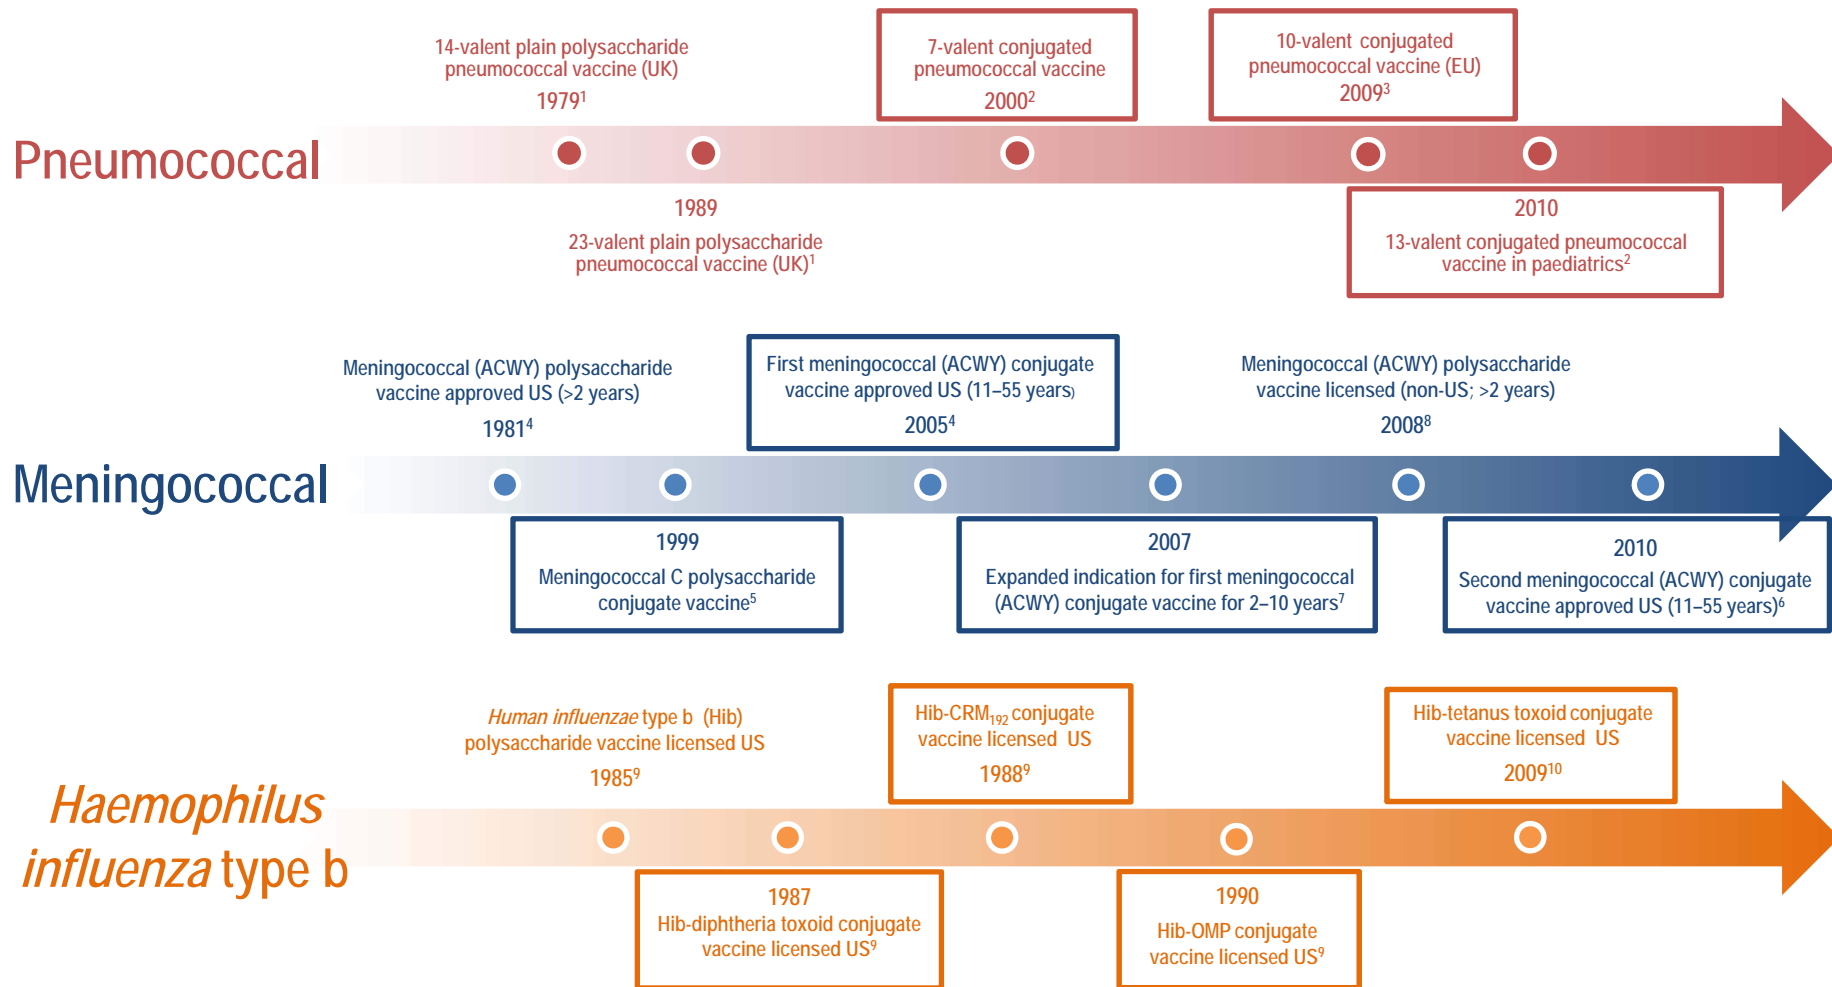 14-valent plain polysaccharide
pneumococcal vaccine (UK)
1979¹
7-valent conjugated
pneumococcal vaccine
2000²
10-valent conjugated
pneumococcal vaccine (EU)
2009³
Pneumococcal
1989
23-valent plain polysaccharide
pneumococcal vaccine (UK)¹
2010
13-valent conjugated pneumococcal
vaccine in paediatrics²
Meningococcal (ACWY) polysaccharide
vaccine approved US (>2 years)
1981⁴
First meningococcal (ACWY) conjugate
vaccine approved US (11–55 years)
2005⁴
Meningococcal (ACWY) polysaccharide
vaccine licensed (non-US; >2 years)
2008⁸
Meningococcal
1999
Meningococcal C polysaccharide
conjugate vaccine⁵
2007
Expanded indication for first meningococcal
(ACWY) conjugate vaccine for 2–10 years⁷
2010
Second meningococcal (ACWY) conjugate
vaccine approved US (11–55 years)⁶
Human influenzae type b (Hib)
polysaccharide vaccine licensed US
1985⁹
Hib-CRM₁₉₂ conjugate
vaccine licensed US
1988⁹
Hib-tetanus toxoid conjugate
vaccine licensed US
2009¹⁰
Haemophilus
influenza type b
1987
Hib-diphtheria toxoid conjugate
vaccine licensed US⁹
1990
Hib-OMP conjugate
vaccine licensed US⁹